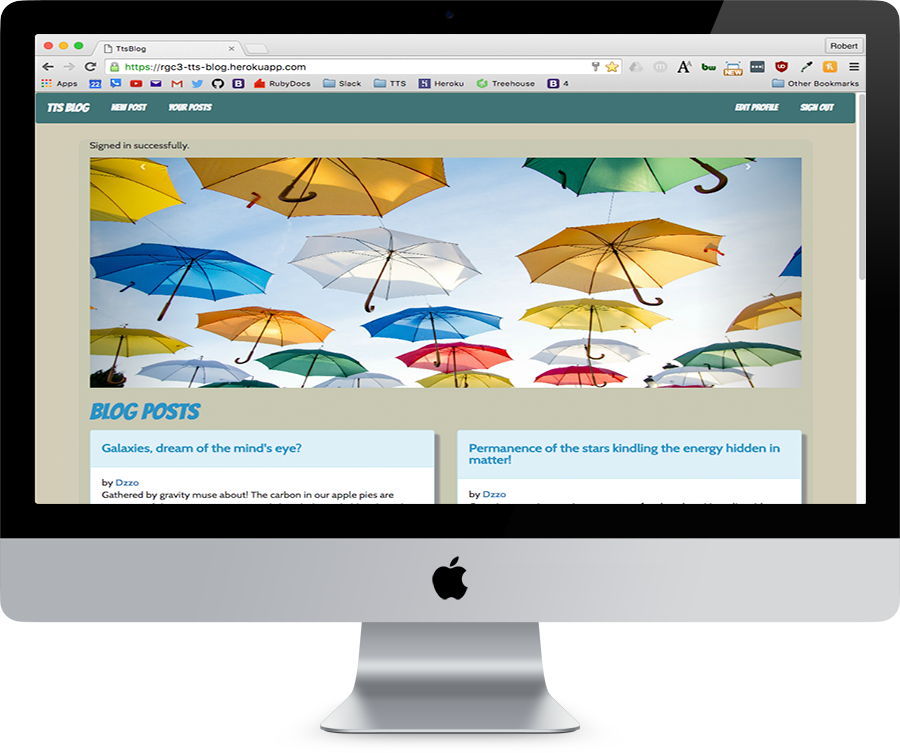 TtsBlog
Robert
https://rgc3-tts-blog.herokuapp.com
NEW
Apps
22
RubyDocs
Slack
TTS
Heroku
Treehouse
B 4
Other Bookmarks
TTS BLOG
NEW POST
YOUR POSTS
EDIT PROFILE
SIGN OUT
Signed in successfully.
BLOG POSTS
Galaxies, dream of the mind's eye?
by Dzzo
Gathered by gravity muse about! The carbon in our apple pies are
Permanence of the stars kindling the energy hidden in
matter!
by Dzzo